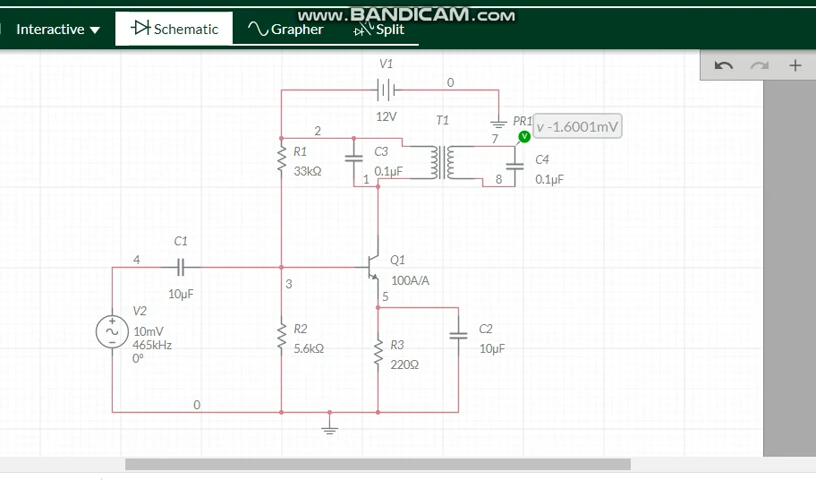 www.BANDICAM.com
Interactive Schematic Grapher Split
V1
0
12V
T1
PR1 v -1.6001mV
2
7
R1
33kΩ
C3
0.1µF
C4
0.1µF
1
8
C1
4
10µF
Q1
100A/A
3
5
V2
10mV
465kHz
0°
R2
5.6kΩ
R3
220Ω
C2
10µF
0